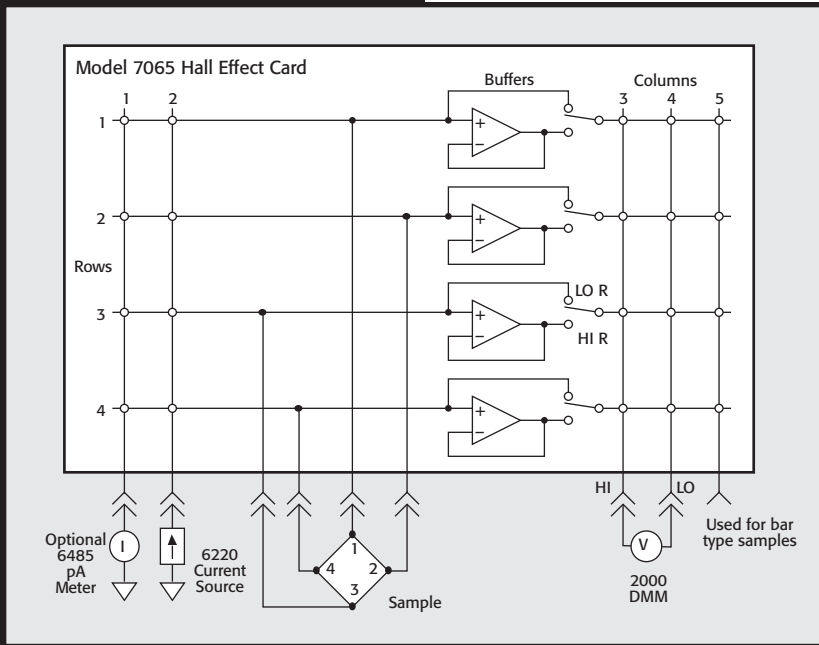 Model 7065 Hall Effect Card
Buffers
Columns
1 2 3 4 5
1
+
−
2
+
−
Rows
3
+
−
LO R
HI R
4
+
−
HI
LO
Optional
6485
pA
Meter
I
6220
Current
Source
1
4 2
3
Sample
V
2000
DMM
Used for bar
type samples